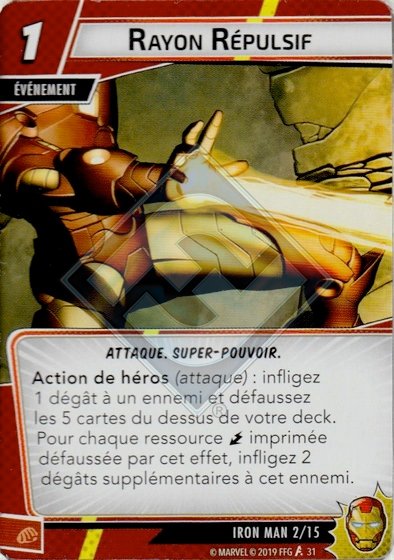 1
RAYON RÉPULSIF
ÉVÉNEMENT
ATTAQUE. SUPER-POUVOIR.
Action de héros (attaque) : infligez
1 dégât à un ennemi et défaussez
les 5 cartes du dessus de votre deck.
Pour chaque ressource imprimée
défaussée par cet effet, infligez 2
dégâts supplémentaires à cet ennemi.
®
IRON MAN 2/15
© MARVEL © 2019 FFG 31